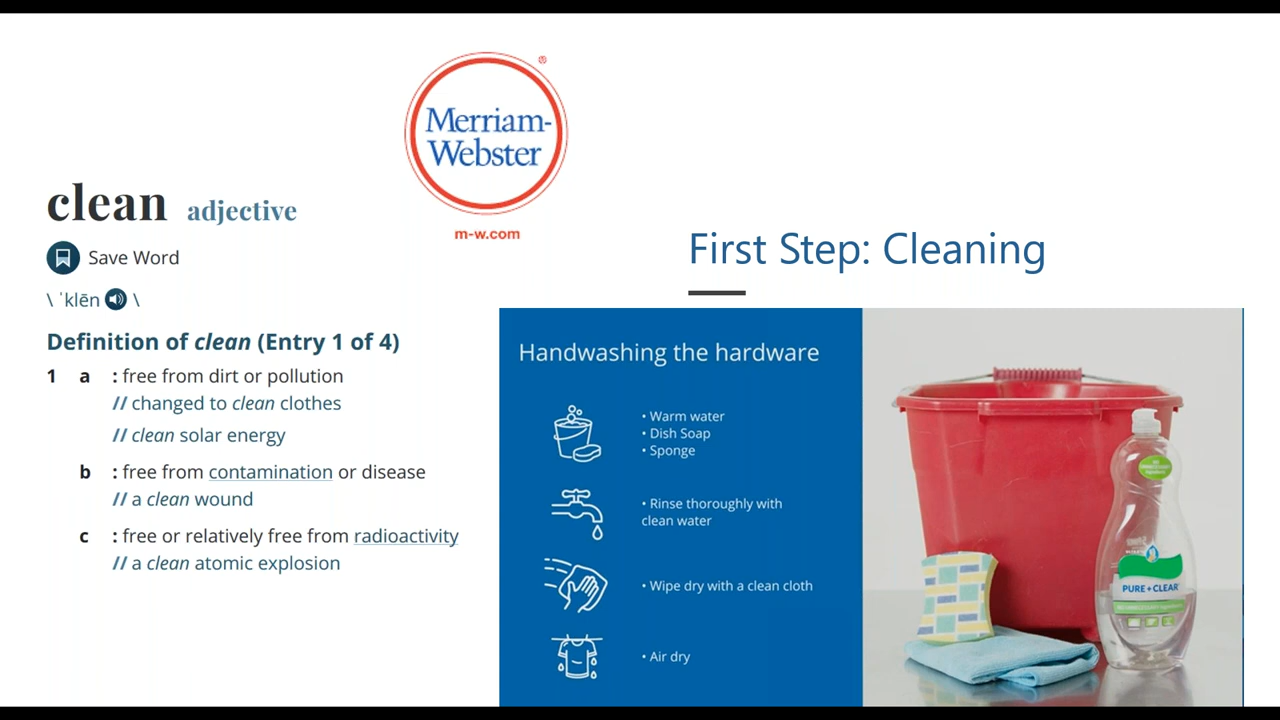 ®
Merriam-
Webster
m-w.com
clean adjective
Save Word
\ ˈklēn \
Definition of clean (Entry 1 of 4)
1 a : free from dirt or pollution
// changed to clean clothes
// clean solar energy
b : free from contamination or disease
// a clean wound
c : free or relatively free from radioactivity
// a clean atomic explosion
First Step: Cleaning
Handwashing the hardware
• Warm water
• Dish Soap
• Sponge
• Rinse thoroughly with
clean water
• Wipe dry with a clean cloth
• Air dry
PURE + CLEAR